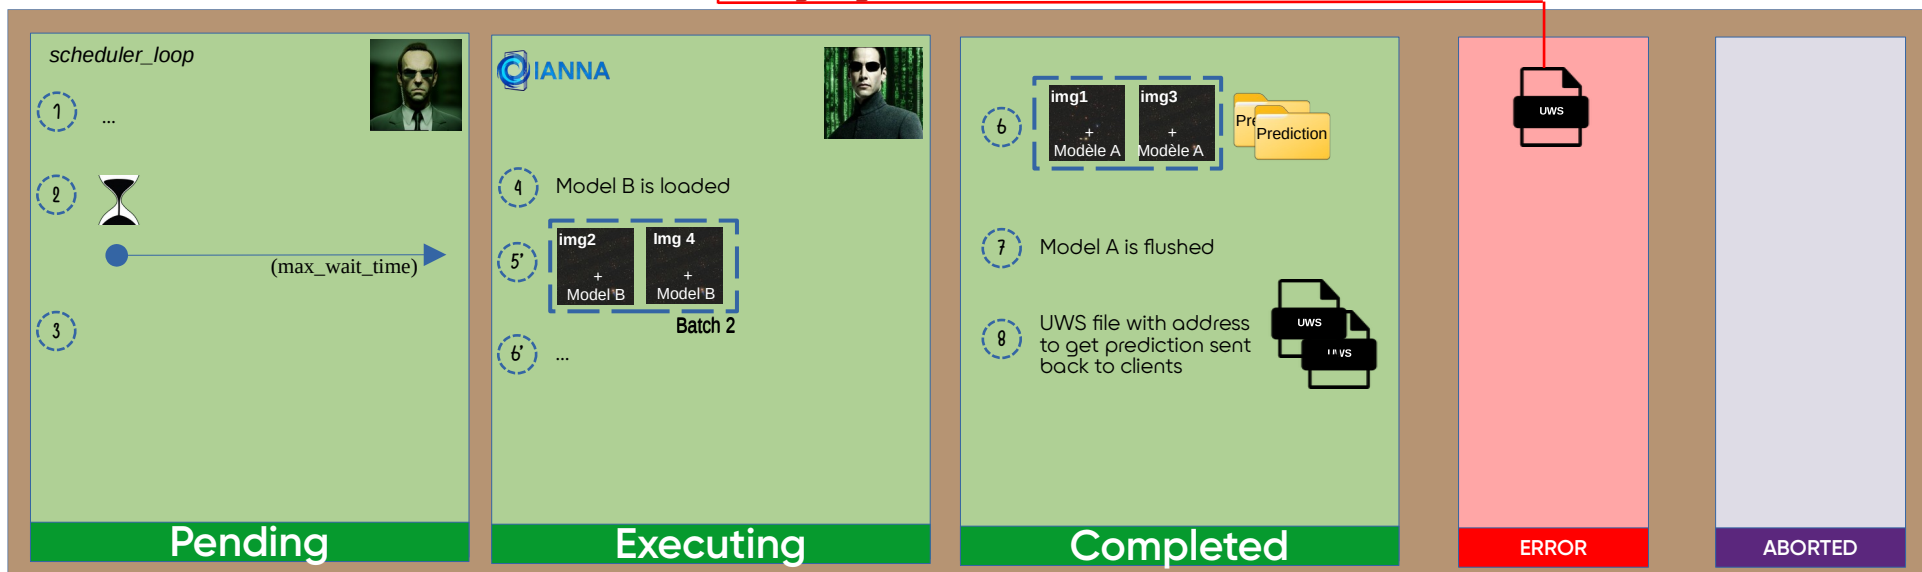 scheduler_loop
1
...
2
(max_wait_time)
3
Pending
CIANNA
4
Model B is loaded
5'
img2
+
Model B
Img 4
+
Model B
Batch 2
6'
...
Executing
6
img1
+
Modèle A
img3
+
Modèle A
Prediction
7
Model A is flushed
8
UWS file with address
to get prediction sent
back to clients
UWS
Completed
UWS
ERROR
ABORTED